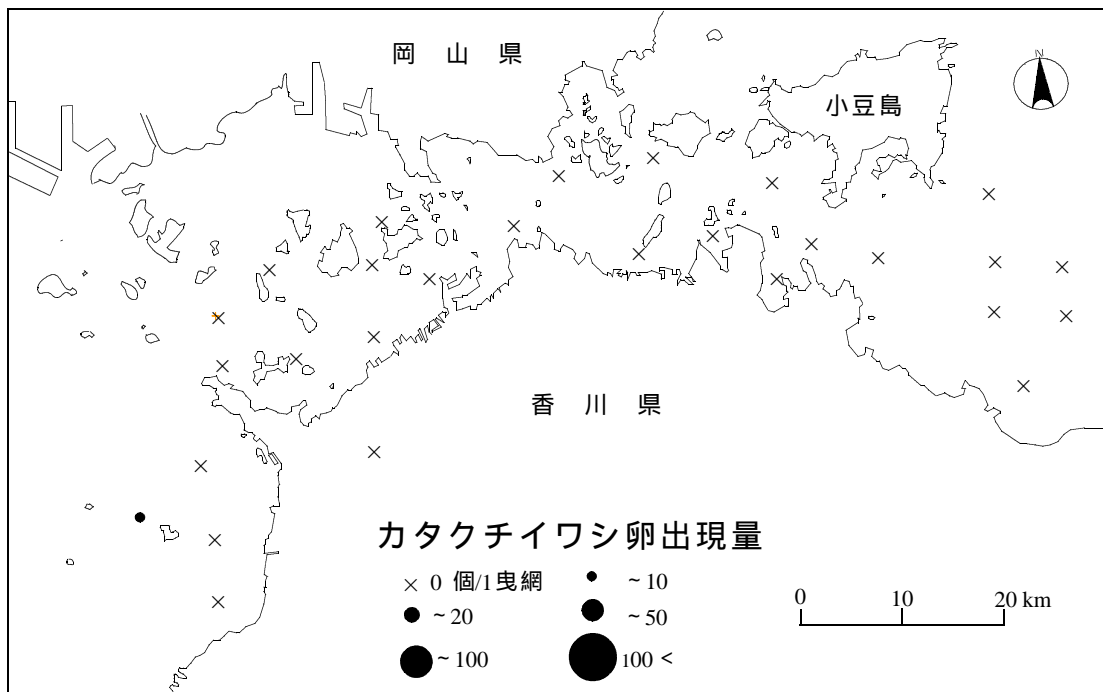 岡 山 県
N
小豆島
香 川 県
カタクチイワシ卵出現量
× 0 個/1曳網
~10
~20
~50
~100
100 <
0 10 20 km